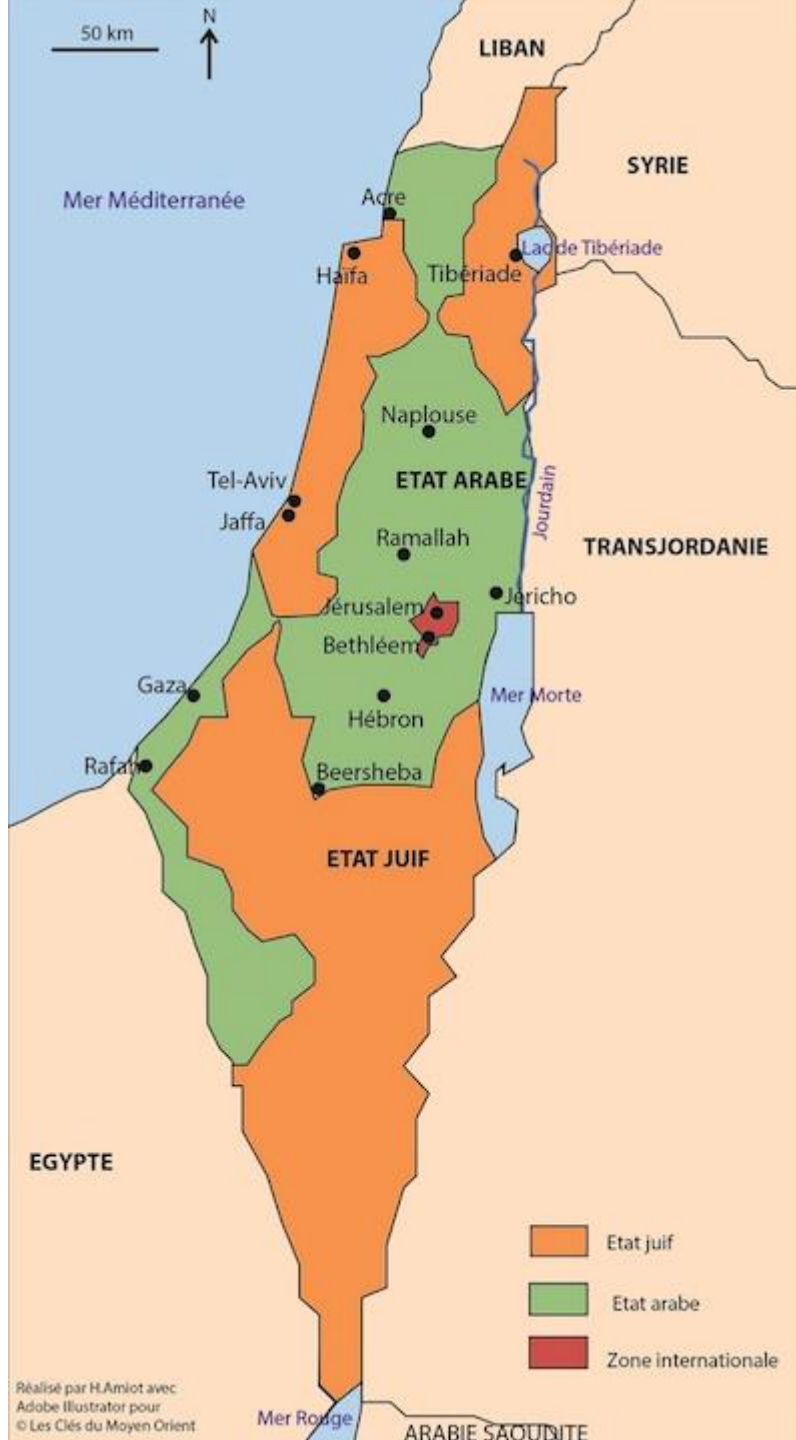 50 km
N
LIBAN
SYRIE
Mer Méditerranée
Acre
Lac de Tibériade
Haïfa
Tibériade
Naplouse
Tel-Aviv
ETAT ARABE
Jourdain
Jaffa
Ramallah
TRANSJORDANIE
Jéricho
Jérusalem
Bethléem
Gaza
Mer Morte
Hébron
Rafah
Beersheba
ETAT JUIF
EGYPTE
Etat juif
Etat arabe
Zone internationale
Réalisé par H.Amiot avec
Adobe Illustrator pour
© Les Clés du Moyen Orient
Mer Rouge
ARABIE SAOUDITE